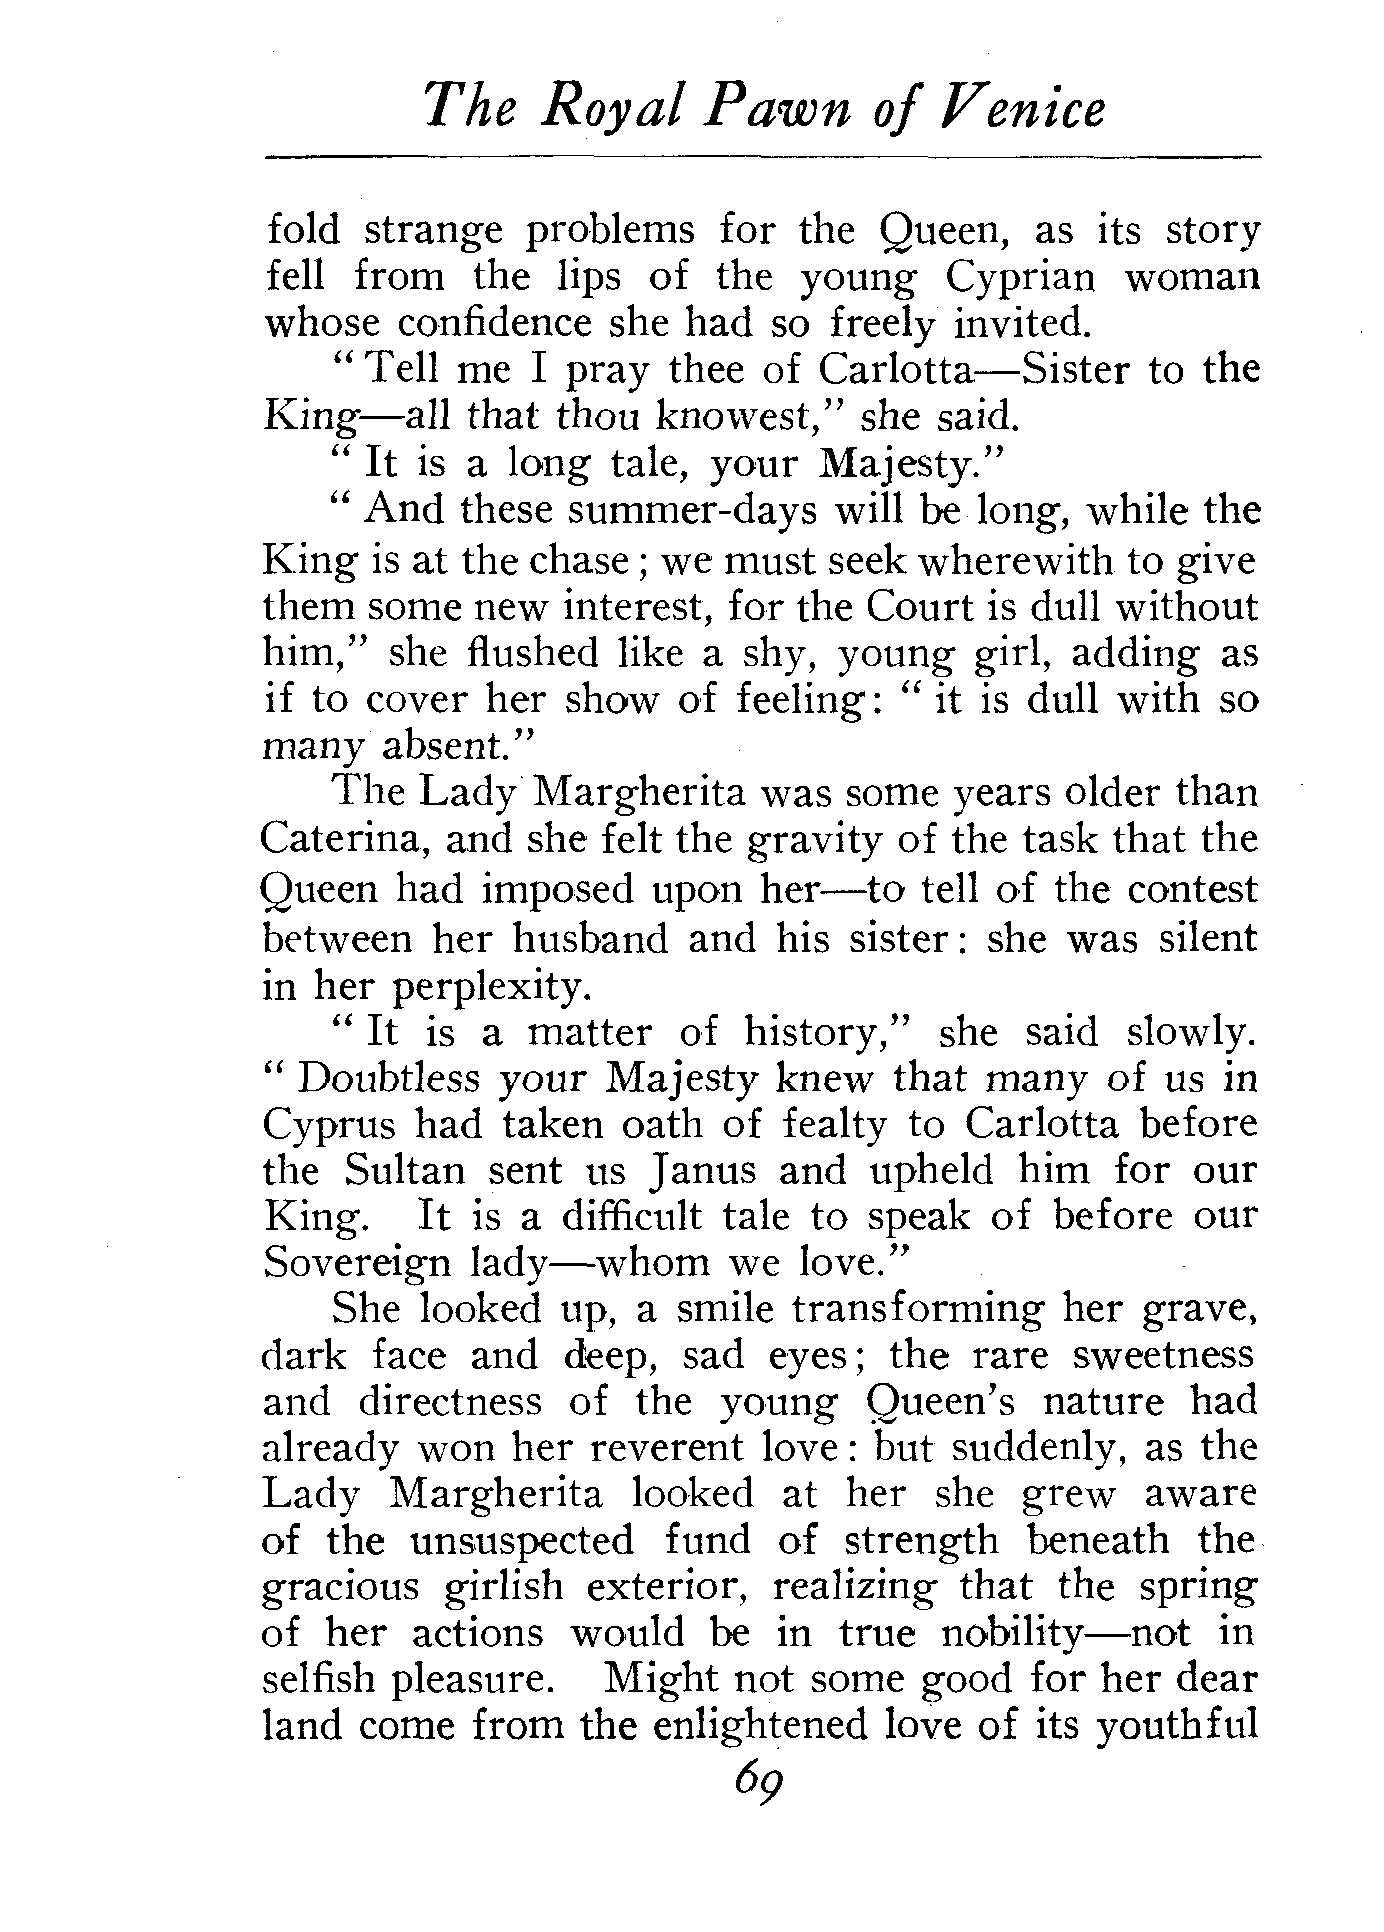 The Royal Pawn of Venice
fold strange problems for the Queen, as its story
fell from the lips of the young Cyprian woman
whose confidence she had so freely invited.
“ Tell me I pray thee of Carlotta—Sister to the
King—all that thou knowest,” she said.
“ It is a long tale, your Majesty.”
“ And these summer-days will be long, while the
King is at the chase ; we must seek wherewith to give
them some new interest, for the Court is dull without
him,” she flushed like a shy, young girl, adding as
if to cover her show of feeling: “ it is dull with so
many absent.”
The Lady Margherita was some years older than
Caterina, and she felt the gravity of the task that the
Queen had imposed upon her—to tell of the contest
between her husband and his sister : she was silent
in her perplexity.
“ It is a matter of history,” she said slowly.
“ Doubtless your Majesty knew that many of us in
Cyprus had taken oath of fealty to Carlotta before
the Sultan sent us Janus and upheld him for our
King. It is a difficult tale to speak of before our
Sovereign lady—whom we love.”
She looked up, a smile transforming her grave,
dark face and deep, sad eyes ; the rare sweetness
and directness of the young Queen’s nature had
already won her reverent love : but suddenly, as the
Lady Margherita looked at her she grew aware
of the unsuspected fund of strength beneath the
gracious girlish exterior, realizing that the spring
of her actions would be in true nobility—not in
selfish pleasure. Might not some good for her dear
land come from the enlightened love of its youthful
69